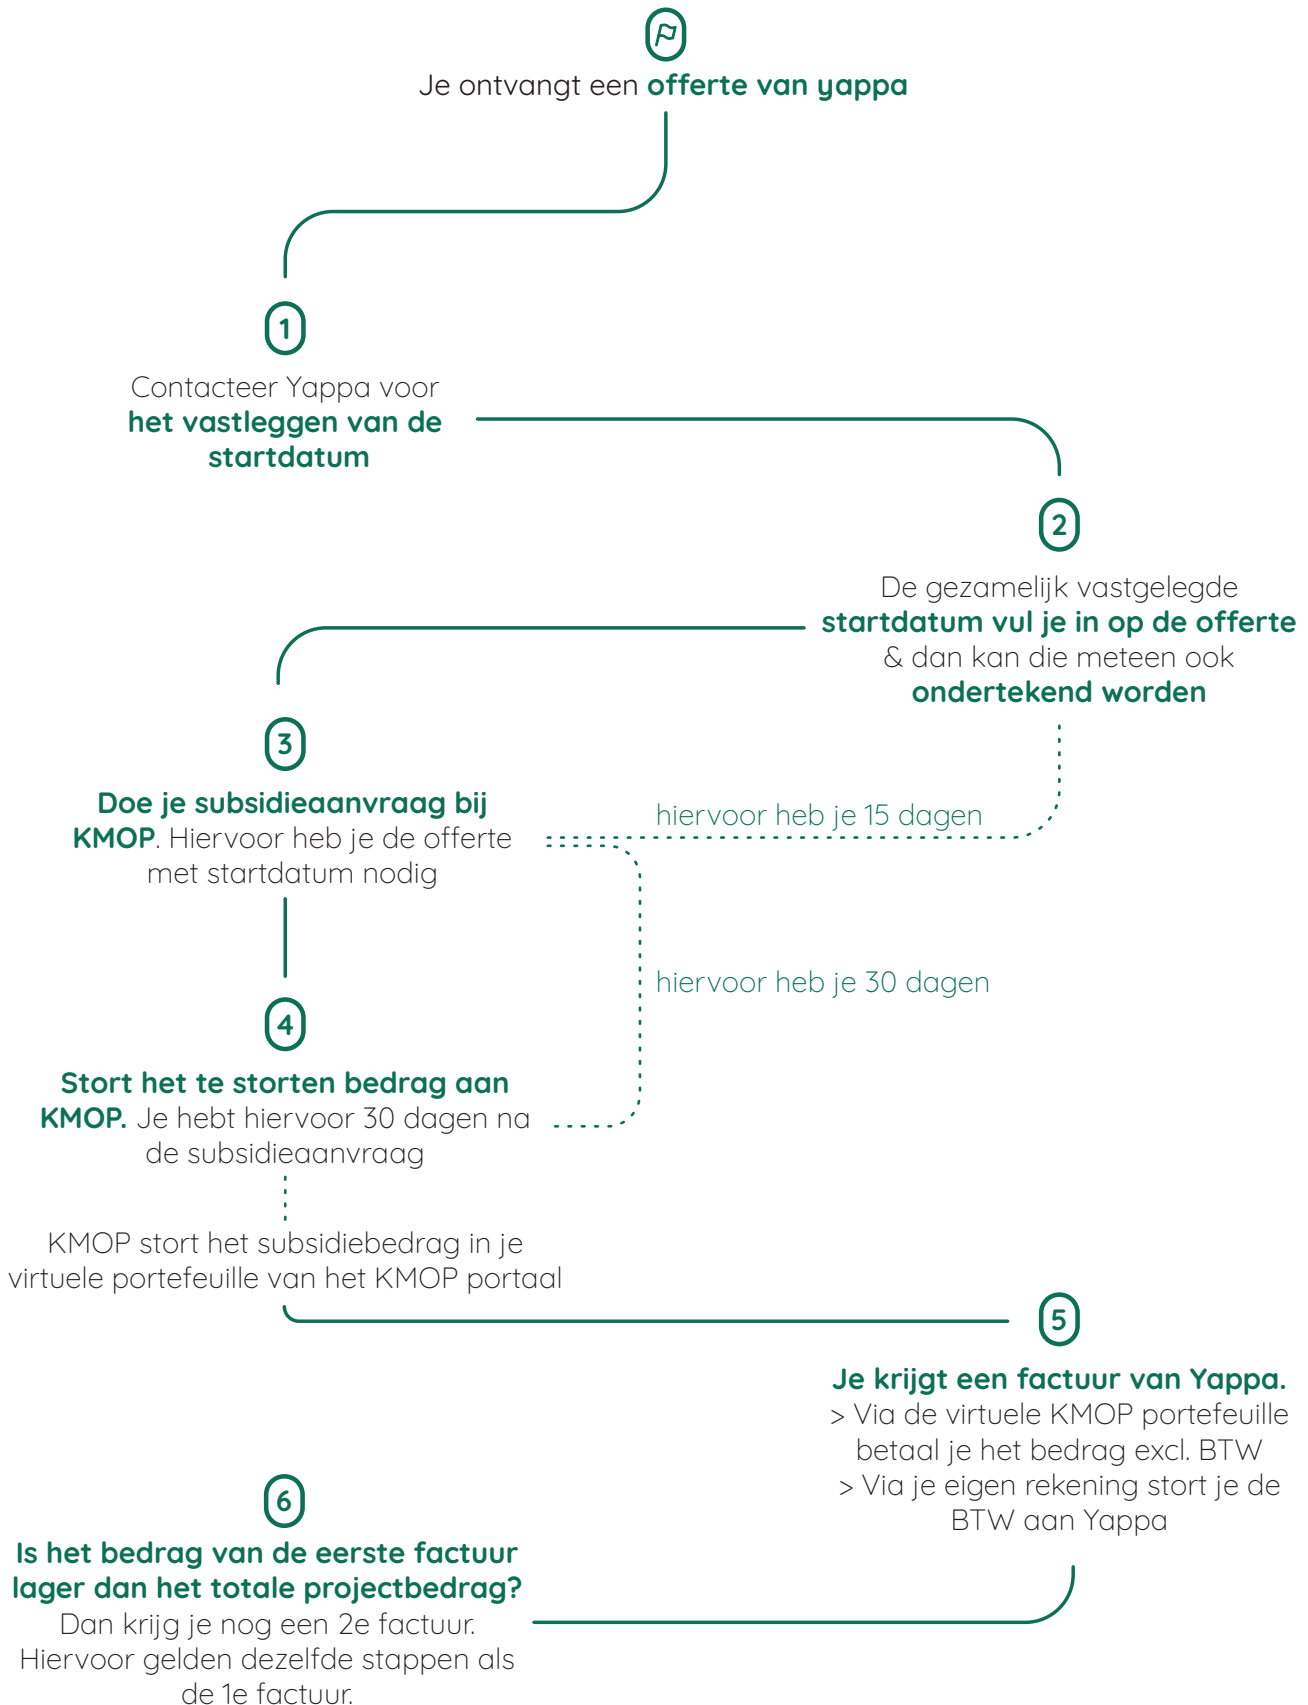 Je ontvangt een offerte van yappa
1
Contacteer Yappa voor
het vastleggen van de
startdatum
2
De gezamelijk vastgelegde
startdatum vul je in op de offerte
& dan kan die meteen ook
ondertekend worden
3
Doe je subsidieaanvraag bij
KMOP. Hiervoor heb je de offerte
met startdatum nodig
hiervoor heb je 15 dagen
hiervoor heb je 30 dagen
4
Stort het te storten bedrag aan
KMOP. Je hebt hiervoor 30 dagen na
de subsidieaanvraag
KMOP stort het subsidiebedrag in je
virtuele portefeuille van het KMOP portaal
5
Je krijgt een factuur van Yappa.
> Via de virtuele KMOP portefeuille
betaal je het bedrag excl. BTW
> Via je eigen rekening stort je de
BTW aan Yappa
6
Is het bedrag van de eerste factuur
lager dan het totale projectbedrag?
Dan krijg je nog een 2e factuur.
Hiervoor gelden dezelfde stappen als
de 1e factuur.